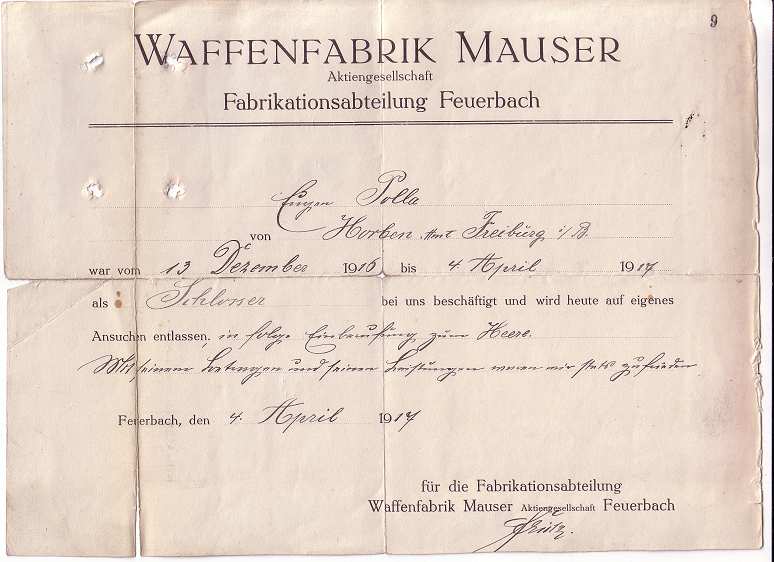 9
WAFFENFABRIK MAUSER
Aktiengesellschaft
Fabrikationsabteilung Feuerbach
Eugen Polla
von Horben Amt Freiburg i/B.
war vom 13 Dezember 1916 bis 4. April 1917
als Schlosser bei uns beschäftigt und wird heute auf eigenes
Ansuchen entlassen, in folge Einberufung zum Heere.
Mit seinem Betragen und seinen Leistungen waren wir stets zufrieden
Feuerbach, den 4. April 1917
für die Fabrikationsabteilung
Waffenfabrik Mauser Aktiengesellschaft Feuerbach